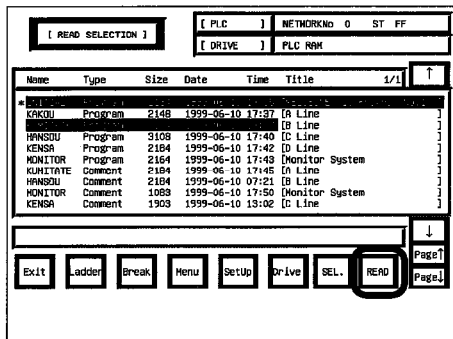 [ READ SELECTION ]
[ PLC ] NETWORKNo 0 ST FF
[ DRIVE ] PLC RAM
Name Type Size Date Time Title 1/1
↑
*
KAKOU Program 2148 1999-06-10 17:37 [A Line ]
[B Line ]
HANSOU Program 3108 1999-06-10 17:40 [C Line ]
KENSA Program 2184 1999-06-10 17:42 [D Line ]
MONITOR Program 2164 1999-06-10 17:43 [Monitor System ]
KUMITATE Comment 2184 1999-06-10 17:45 [A Line ]
HANSOU Comment 2184 1999-06-10 07:21 [B Line ]
MONITOR Comment 1083 1999-06-10 17:50 [Monitor System ]
KENSA Comment 1903 1999-06-10 13:02 [C Line ]
↓
Page↑
Exit Ladder Break Menu SetUp Drive SEL. READ
Page↓